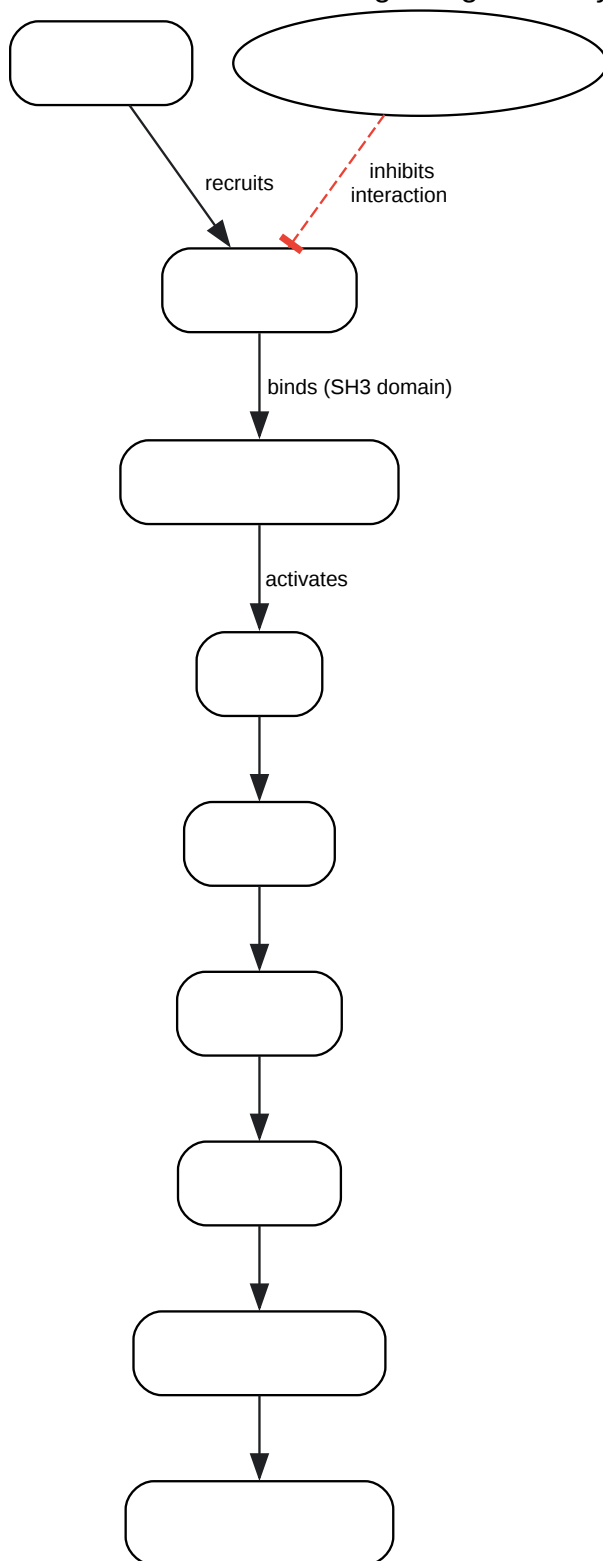 recruits
inhibits
interaction
binds (SH3 domain)
activates